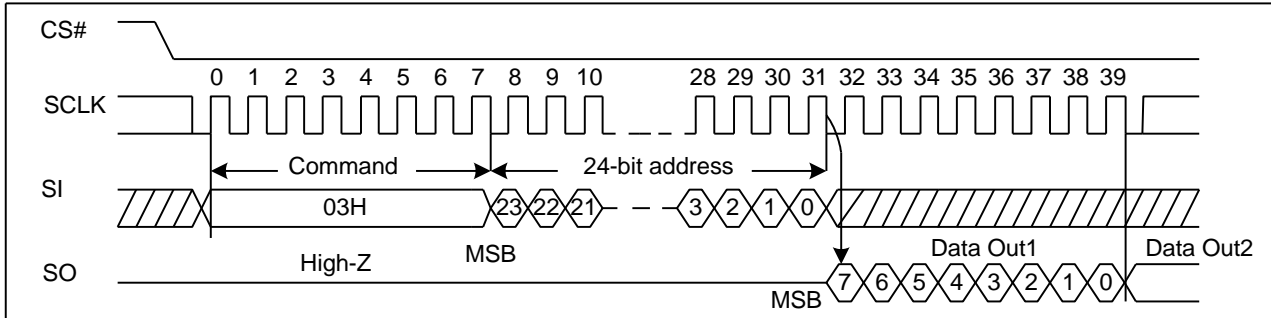 CS#
0 1 2 3 4 5 6 7 8 9 10 28 29 30 31 32 33 34 35 36 37 38 39
SCLK
Command 24-bit address
SI
03H 23 22 21 3 2 1 0
MSB
High-Z Data Out1 Data Out2
SO
MSB 7 6 5 4 3 2 1 0